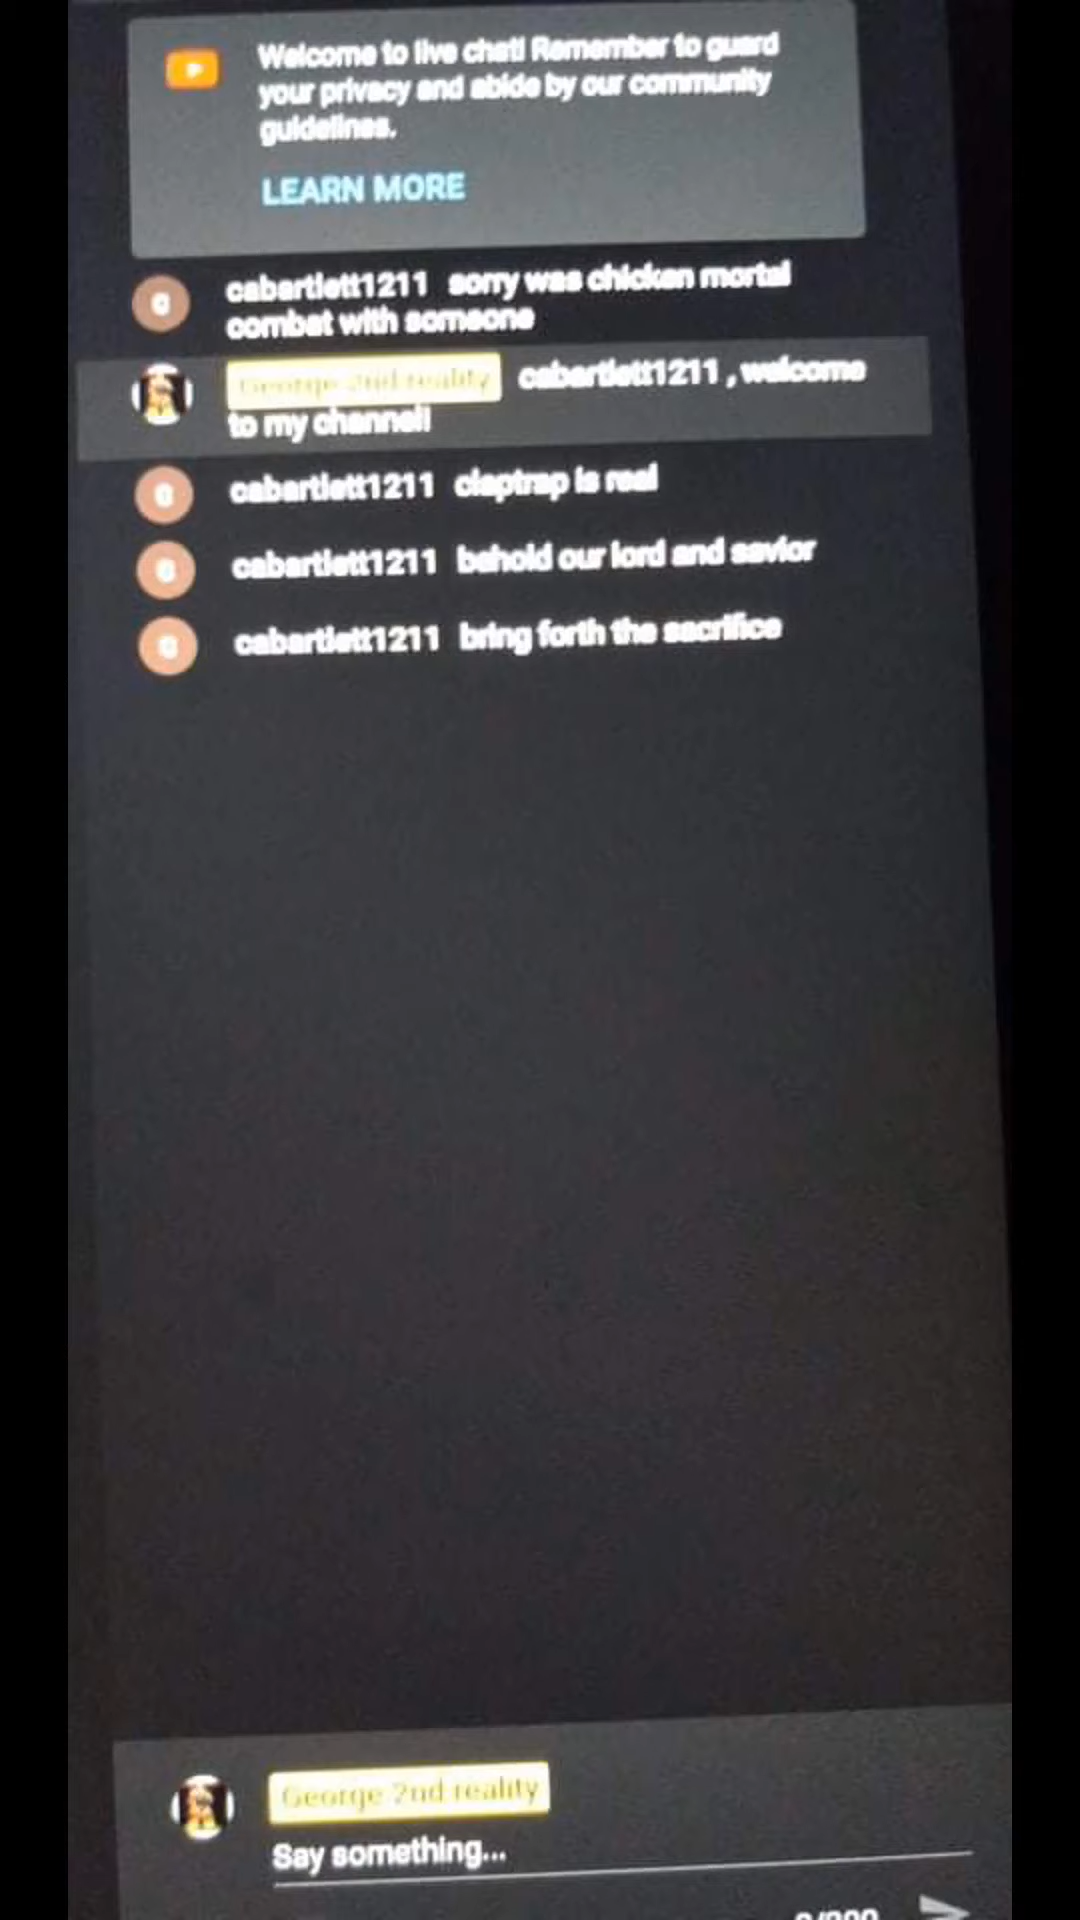 Welcome to live chat! Remember to guard
your privacy and abide by our community
guidelines.
LEARN MORE
cabartlett1211 sorry was chicken mortal
combat with someone
George 2nd reality cabartlett1211 , welcome
to my channel!
cabartlett1211 claptrap is real
cabartlett1211 behold our lord and savior
cabartlett1211 bring forth the sacrifice
George 2nd reality
Say something...